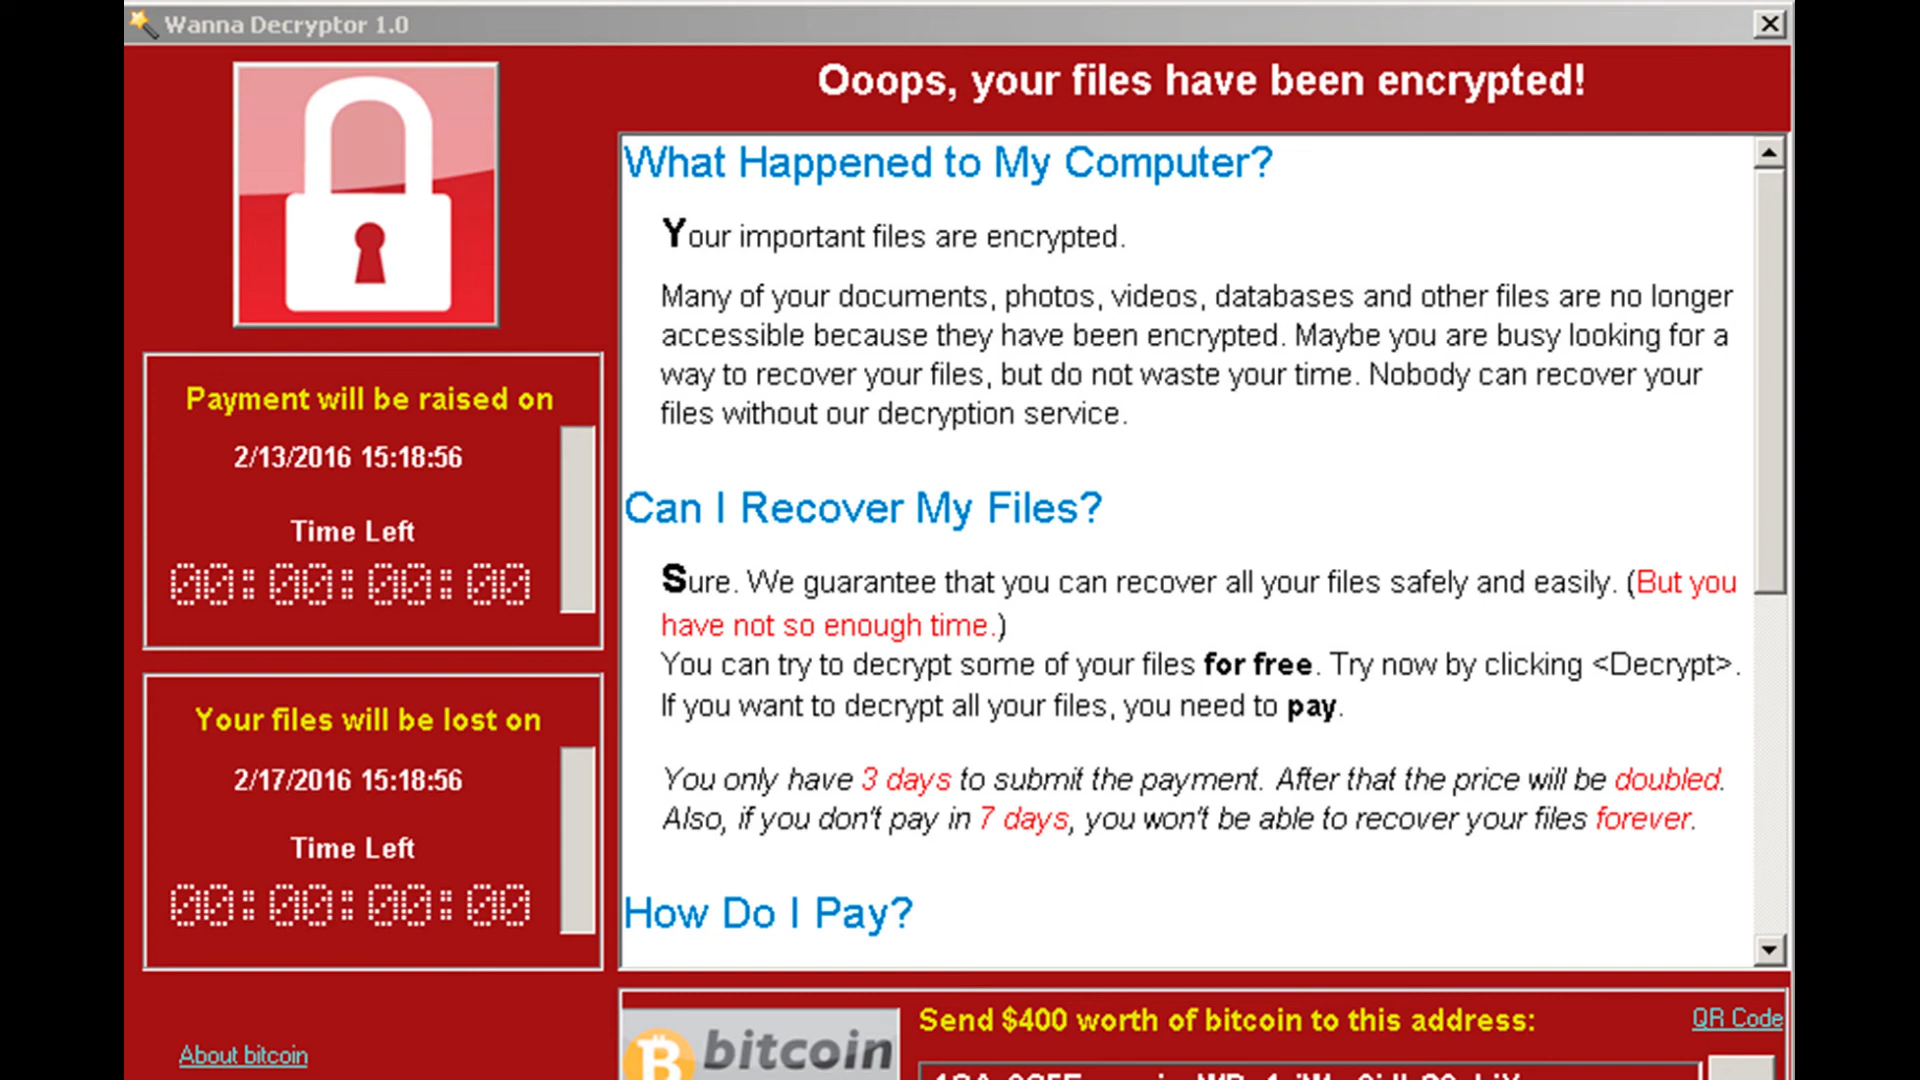 Wanna Decryptor 1.0
Ooops, your files have been encrypted!
Payment will be raised on
2/13/2016 15:18:56
Time Left
00:00:00:00
Your files will be lost on
2/17/2016 15:18:56
Time Left
00:00:00:00
About bitcoin
What Happened to My Computer?
Your important files are encrypted.
Many of your documents, photos, videos, databases and other files are no longer
accessible because they have been encrypted. Maybe you are busy looking for a
way to recover your files, but do not waste your time. Nobody can recover your
files without our decryption service.
Can I Recover My Files?
Sure. We guarantee that you can recover all your files safely and easily. (But you
have not so enough time.)
You can try to decrypt some of your files for free. Try now by clicking <Decrypt>.
If you want to decrypt all your files, you need to pay.
You only have 3 days to submit the payment. After that the price will be doubled.
Also, if you don't pay in 7 days, you won't be able to recover your files forever.
How Do I Pay?
bitcoin
Send $400 worth of bitcoin to this address:
QR Code